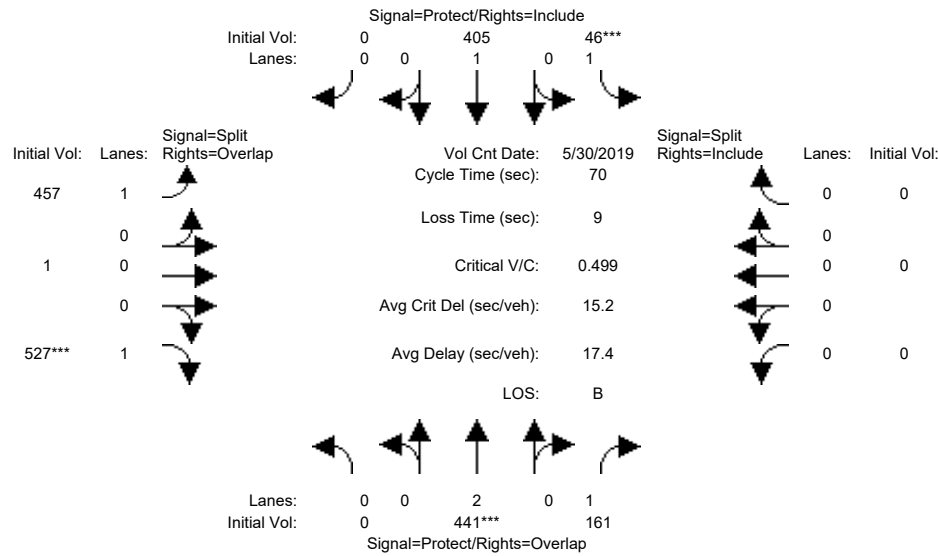 Signal=Protect/Rights=Include
Initial Vol: 0 405 46***
Lanes: 0 0 1 0 1
Signal=Split
Initial Vol: Lanes: Rights=Overlap
Vol Cnt Date: 5/30/2019
Signal=Split
Rights=Include Lanes: Initial Vol:
Cycle Time (sec): 70
457 1 0 0
Loss Time (sec): 9
0 0
1 0 Critical V/C: 0.499 0 0
0 Avg Crit Del (sec/veh): 15.2 0
527*** 1 Avg Delay (sec/veh): 17.4 0 0
LOS: B
Lanes: 0 0 2 0 1
Initial Vol: 0 441*** 161
Signal=Protect/Rights=Overlap